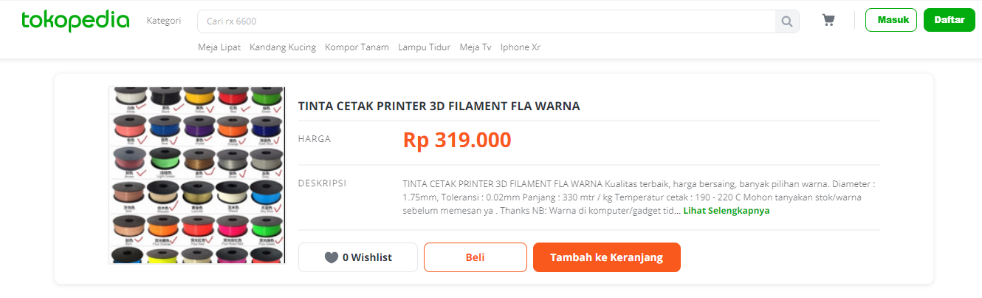 tokopedia Kategori Cari rx 6600 Masuk Daftar
Meja Lipat Kandang Kucing Kompor Tanam Lampu Tidur Meja Tv Iphone Xr
TINTA CETAK PRINTER 3D FILAMENT FLA WARNA
HARGA Rp 319.000
DESKRIPSI TINTA CETAK PRINTER 3D FILAMENT FLA WARNA Kualitas terbaik, harga bersaing, banyak pilihan warna. Diameter :
1.75mm, Toleransi : 0.02mm Panjang : 330 mtr / kg Temperatur cetak : 190 - 220 C Mohon tanyakan stok/warna
sebelum memesan ya . Thanks NB: Warna di komputer/gadget tid... Lihat Selengkapnya
0 Wishlist Beli Tambah ke Keranjang